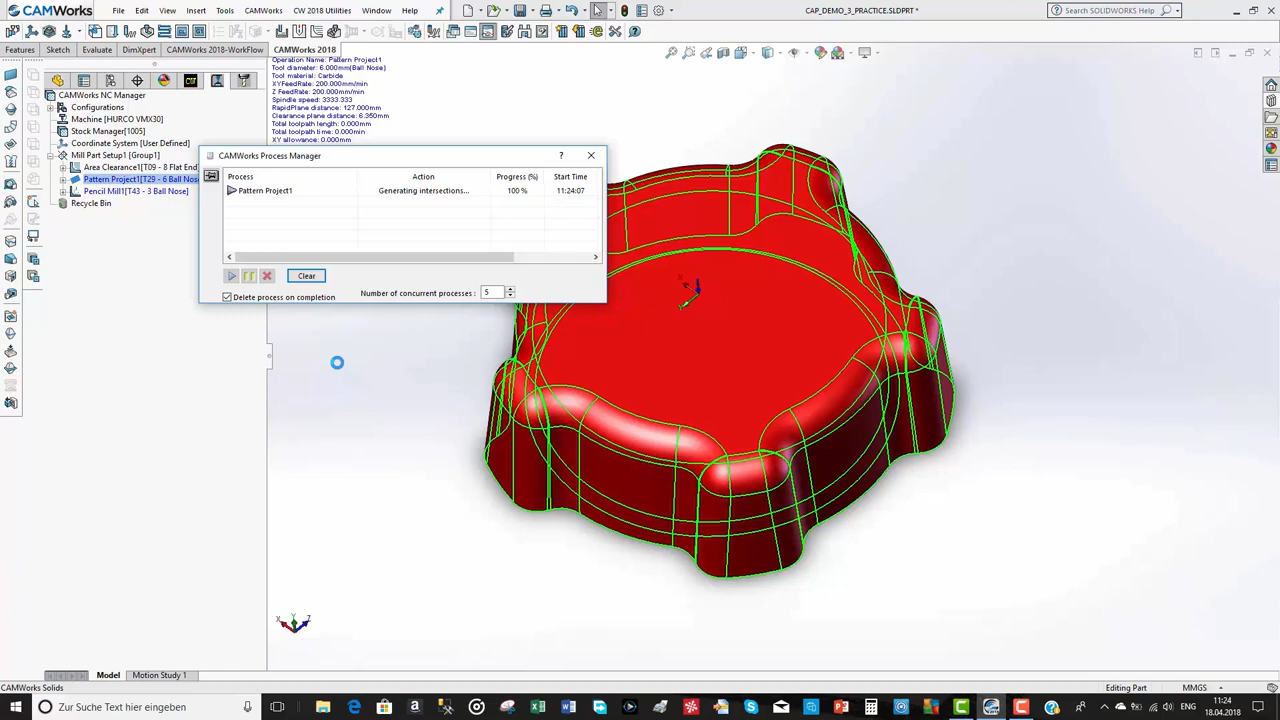 CAMWorks File Edit View Insert Tools CAMWorks CW 2018 Utilities Window Help CAP_DEMO_3_PRACTICE.SLDPRT * Search SOLIDWORKS Help
Features Sketch Evaluate DimXpert CAMWorks 2018-WorkFlow CAMWorks 2018
Operation Name: Pattern Project1
Tool diameter: 6.000mm(Ball Nose)
Tool material: Carbide
XYFeedRate: 200.000mm/min
Z FeedRate: 200.000mm/min
Spindle speed: 3333.333
RapidPlane distance: 127.000mm
Clearance plane distance: 6.350mm
Total toolpath length: 0.000mm
Total toolpath time: 0.000min
XY allowance: 0.000mm
CAMWorks NC Manager
Configurations
Machine [HURCO VMX30]
Stock Manager[1005]
Coordinate System [User Defined]
Mill Part Setup1 [Group1]
Area Clearance1[T09 - 8 Flat End
Pattern Project1[T29 - 6 Ball Nos
Pencil Mill1[T43 - 3 Ball Nose]
Recycle Bin
CAMWorks Process Manager
Process Action Progress (%) Start Time
Pattern Project1 Generating intersections... 100 % 11:24:07
Clear
Delete process on completion Number of concurrent processes : 5
X Y Z
Model Motion Study 1
CAMWorks Solids Editing Part MMGS
Zur Suche hier eingeben 11:24
18.04.2018